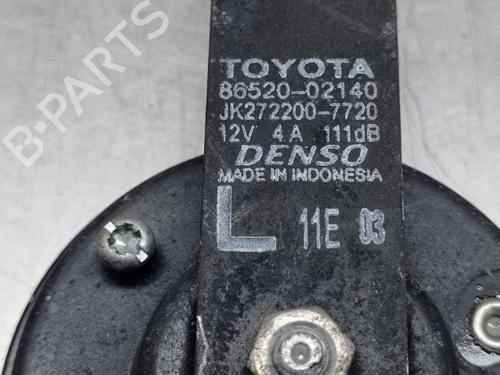 TOYOTA
86520-02140
JK272200-7720
12V 4A 111dB
DENSO
MADE IN INDONESIA
L 11E 03
B-PARTS